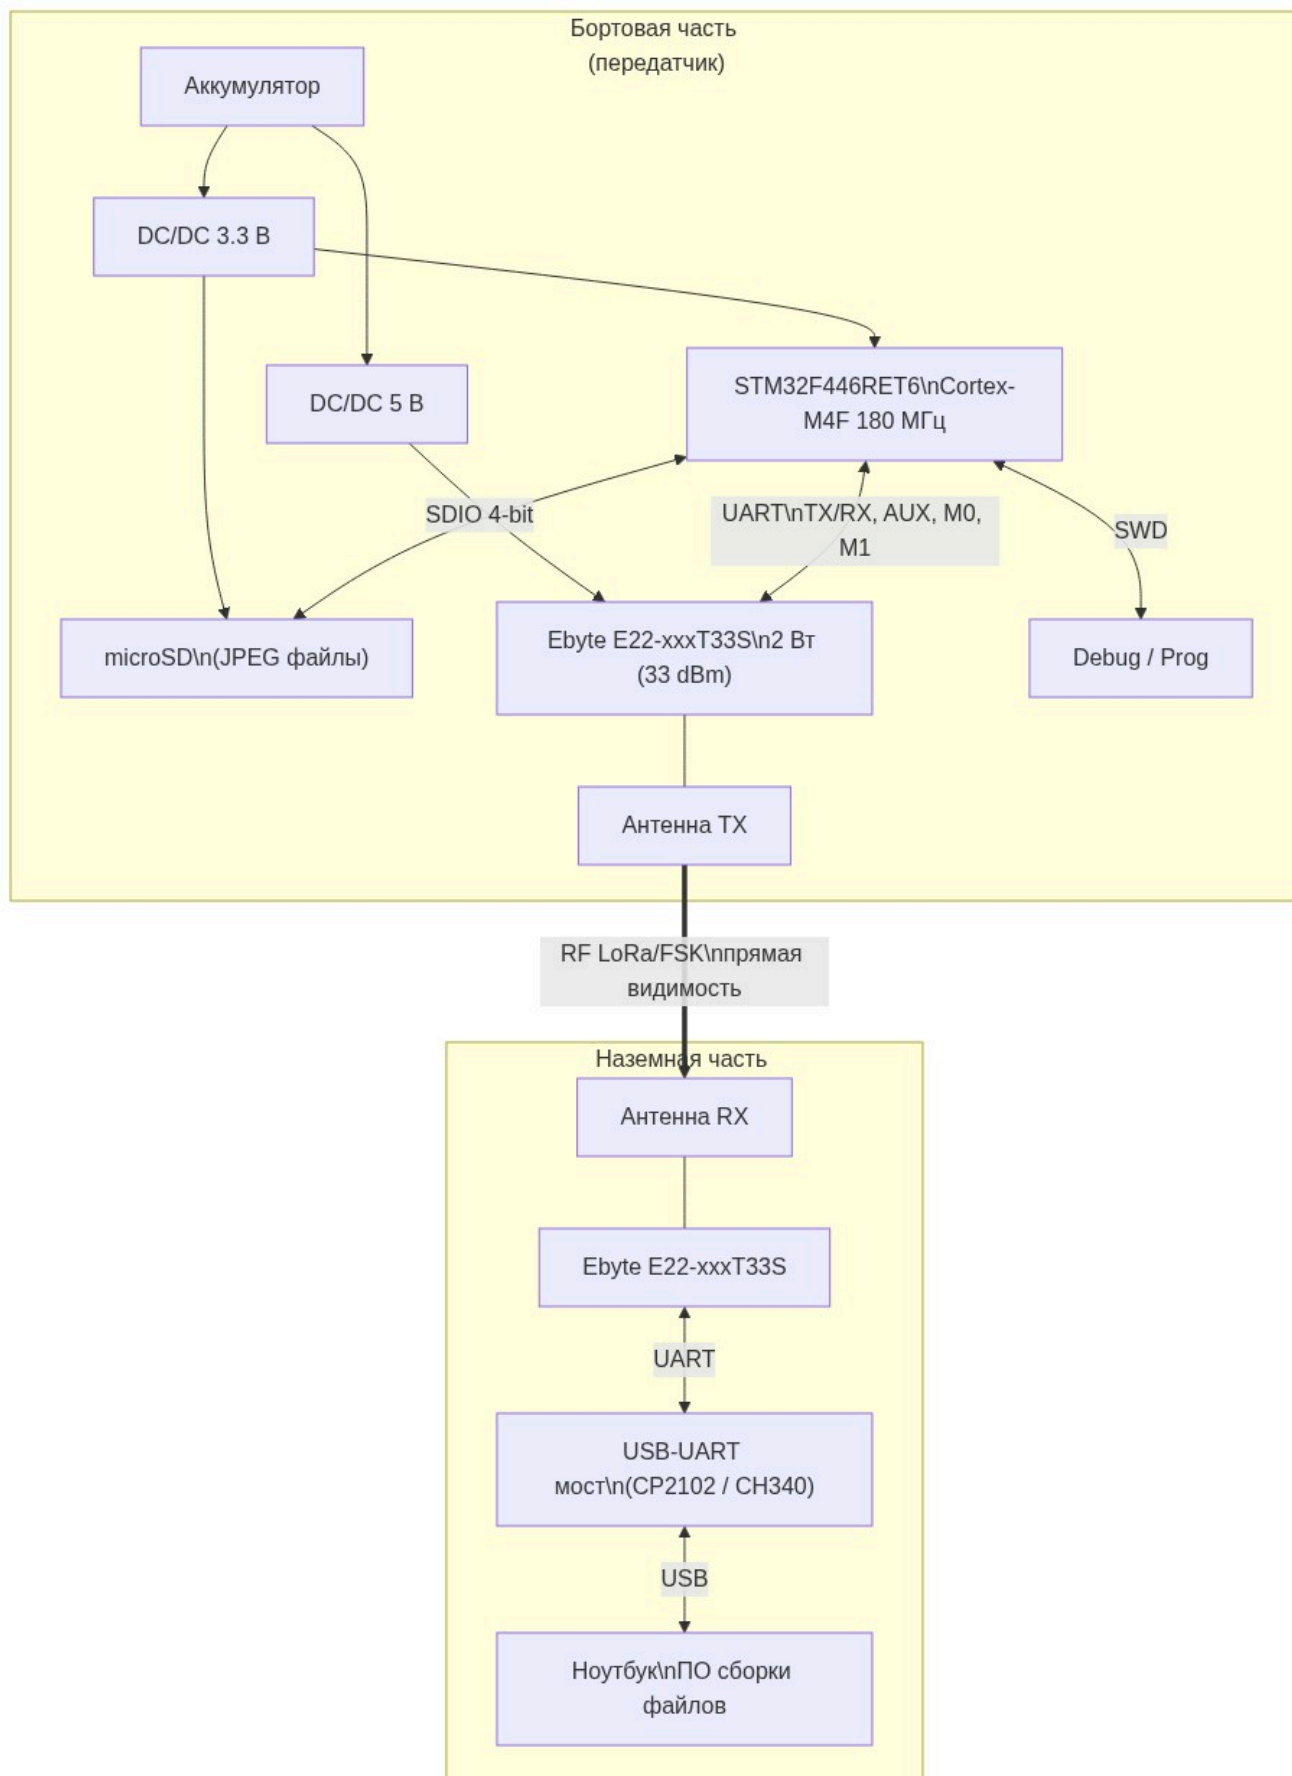 Бортовая часть
(передатчик)
Аккумулятор
DC/DC 3.3 В
DC/DC 5 В
STM32F446RET6\nCortex-
M4F 180 МГц
SDIO 4-bit
UART\nTX/RX, AUX, M0,
M1
SWD
microSD\n(JPEG файлы)
Ebyte E22-xxxT33S\n2 Вт
(33 dBm)
Debug / Prog
Антенна TX
RF LoRa/FSK\nпрямая
видимость
Наземная часть
Антенна RX
Ebyte E22-xxxT33S
UART
USB-UART
мост\n(CP2102 / CH340)
USB
Ноутбук\nПО сборки
файлов